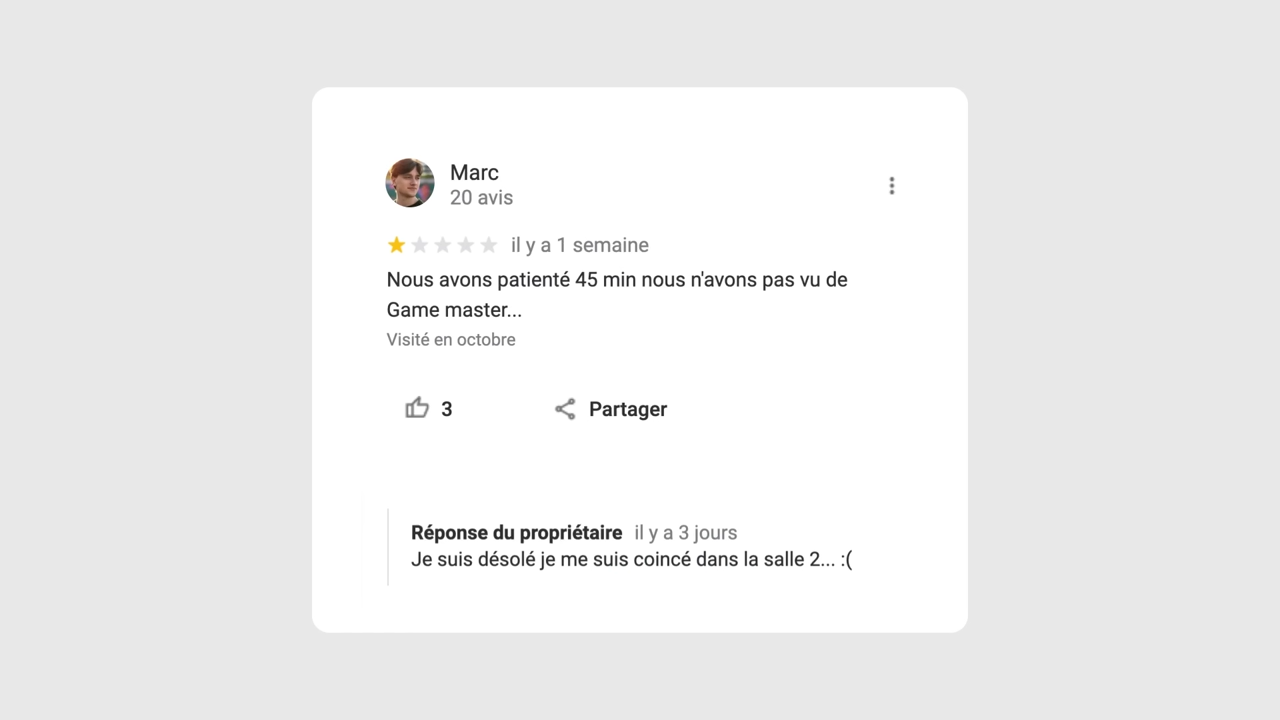 Marc
20 avis
il y a 1 semaine
Nous avons patienté 45 min nous n'avons pas vu de
Game master...
Visité en octobre
3
Partager
Réponse du propriétaire il y a 3 jours
Je suis désolé je me suis coincé dans la salle 2... :(